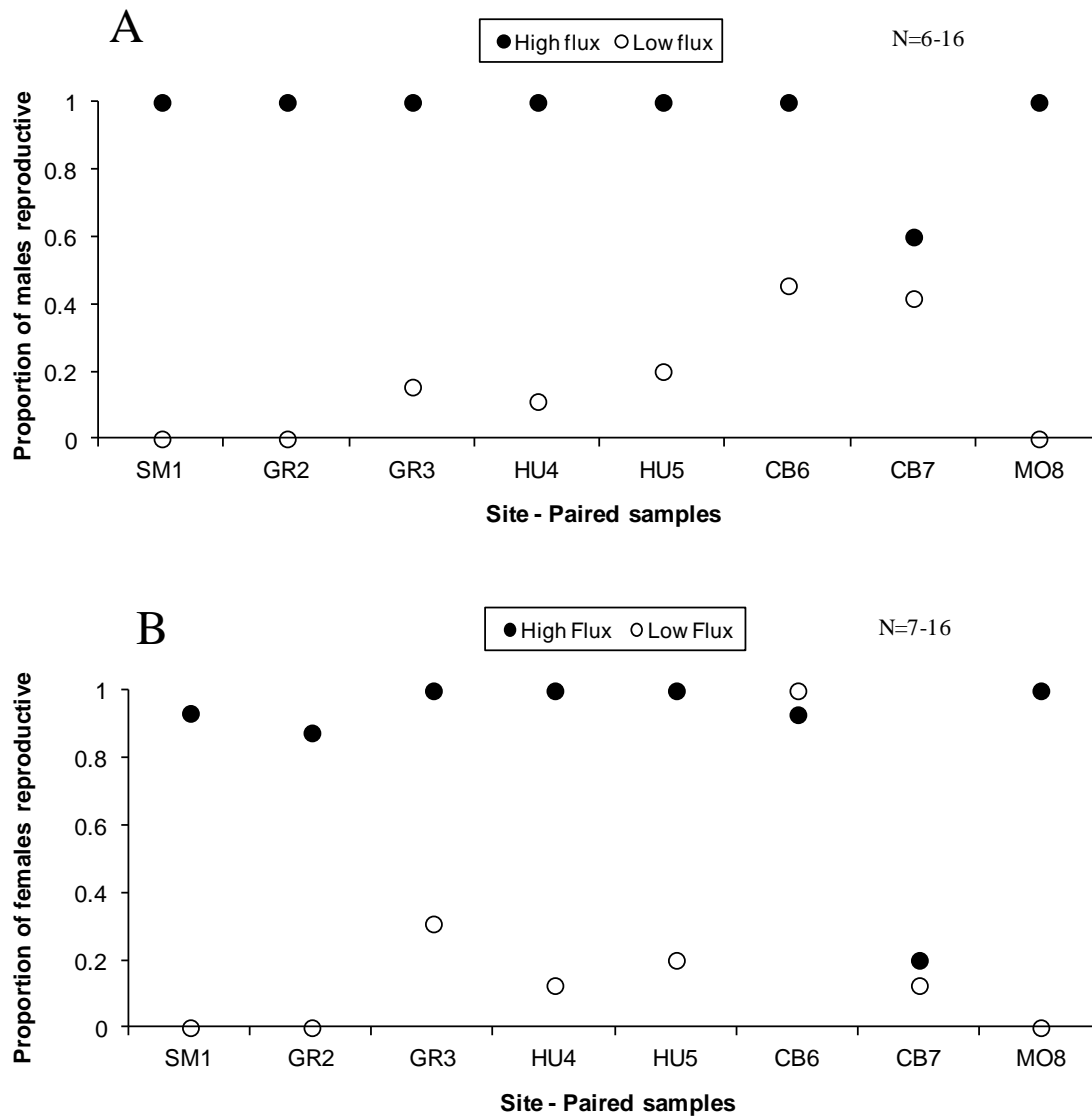 A
High flux Low flux
N=6-16
Proportion of males reproductive
1
0.8
0.6
0.4
0.2
0
SM1 GR2 GR3 HU4 HU5 CB6 CB7 MO8
Site - Paired samples
B
High Flux Low Flux
N=7-16
Proportion of females reproductive
1
0.8
0.6
0.4
0.2
0
SM1 GR2 GR3 HU4 HU5 CB6 CB7 MO8
Site - Paired samples